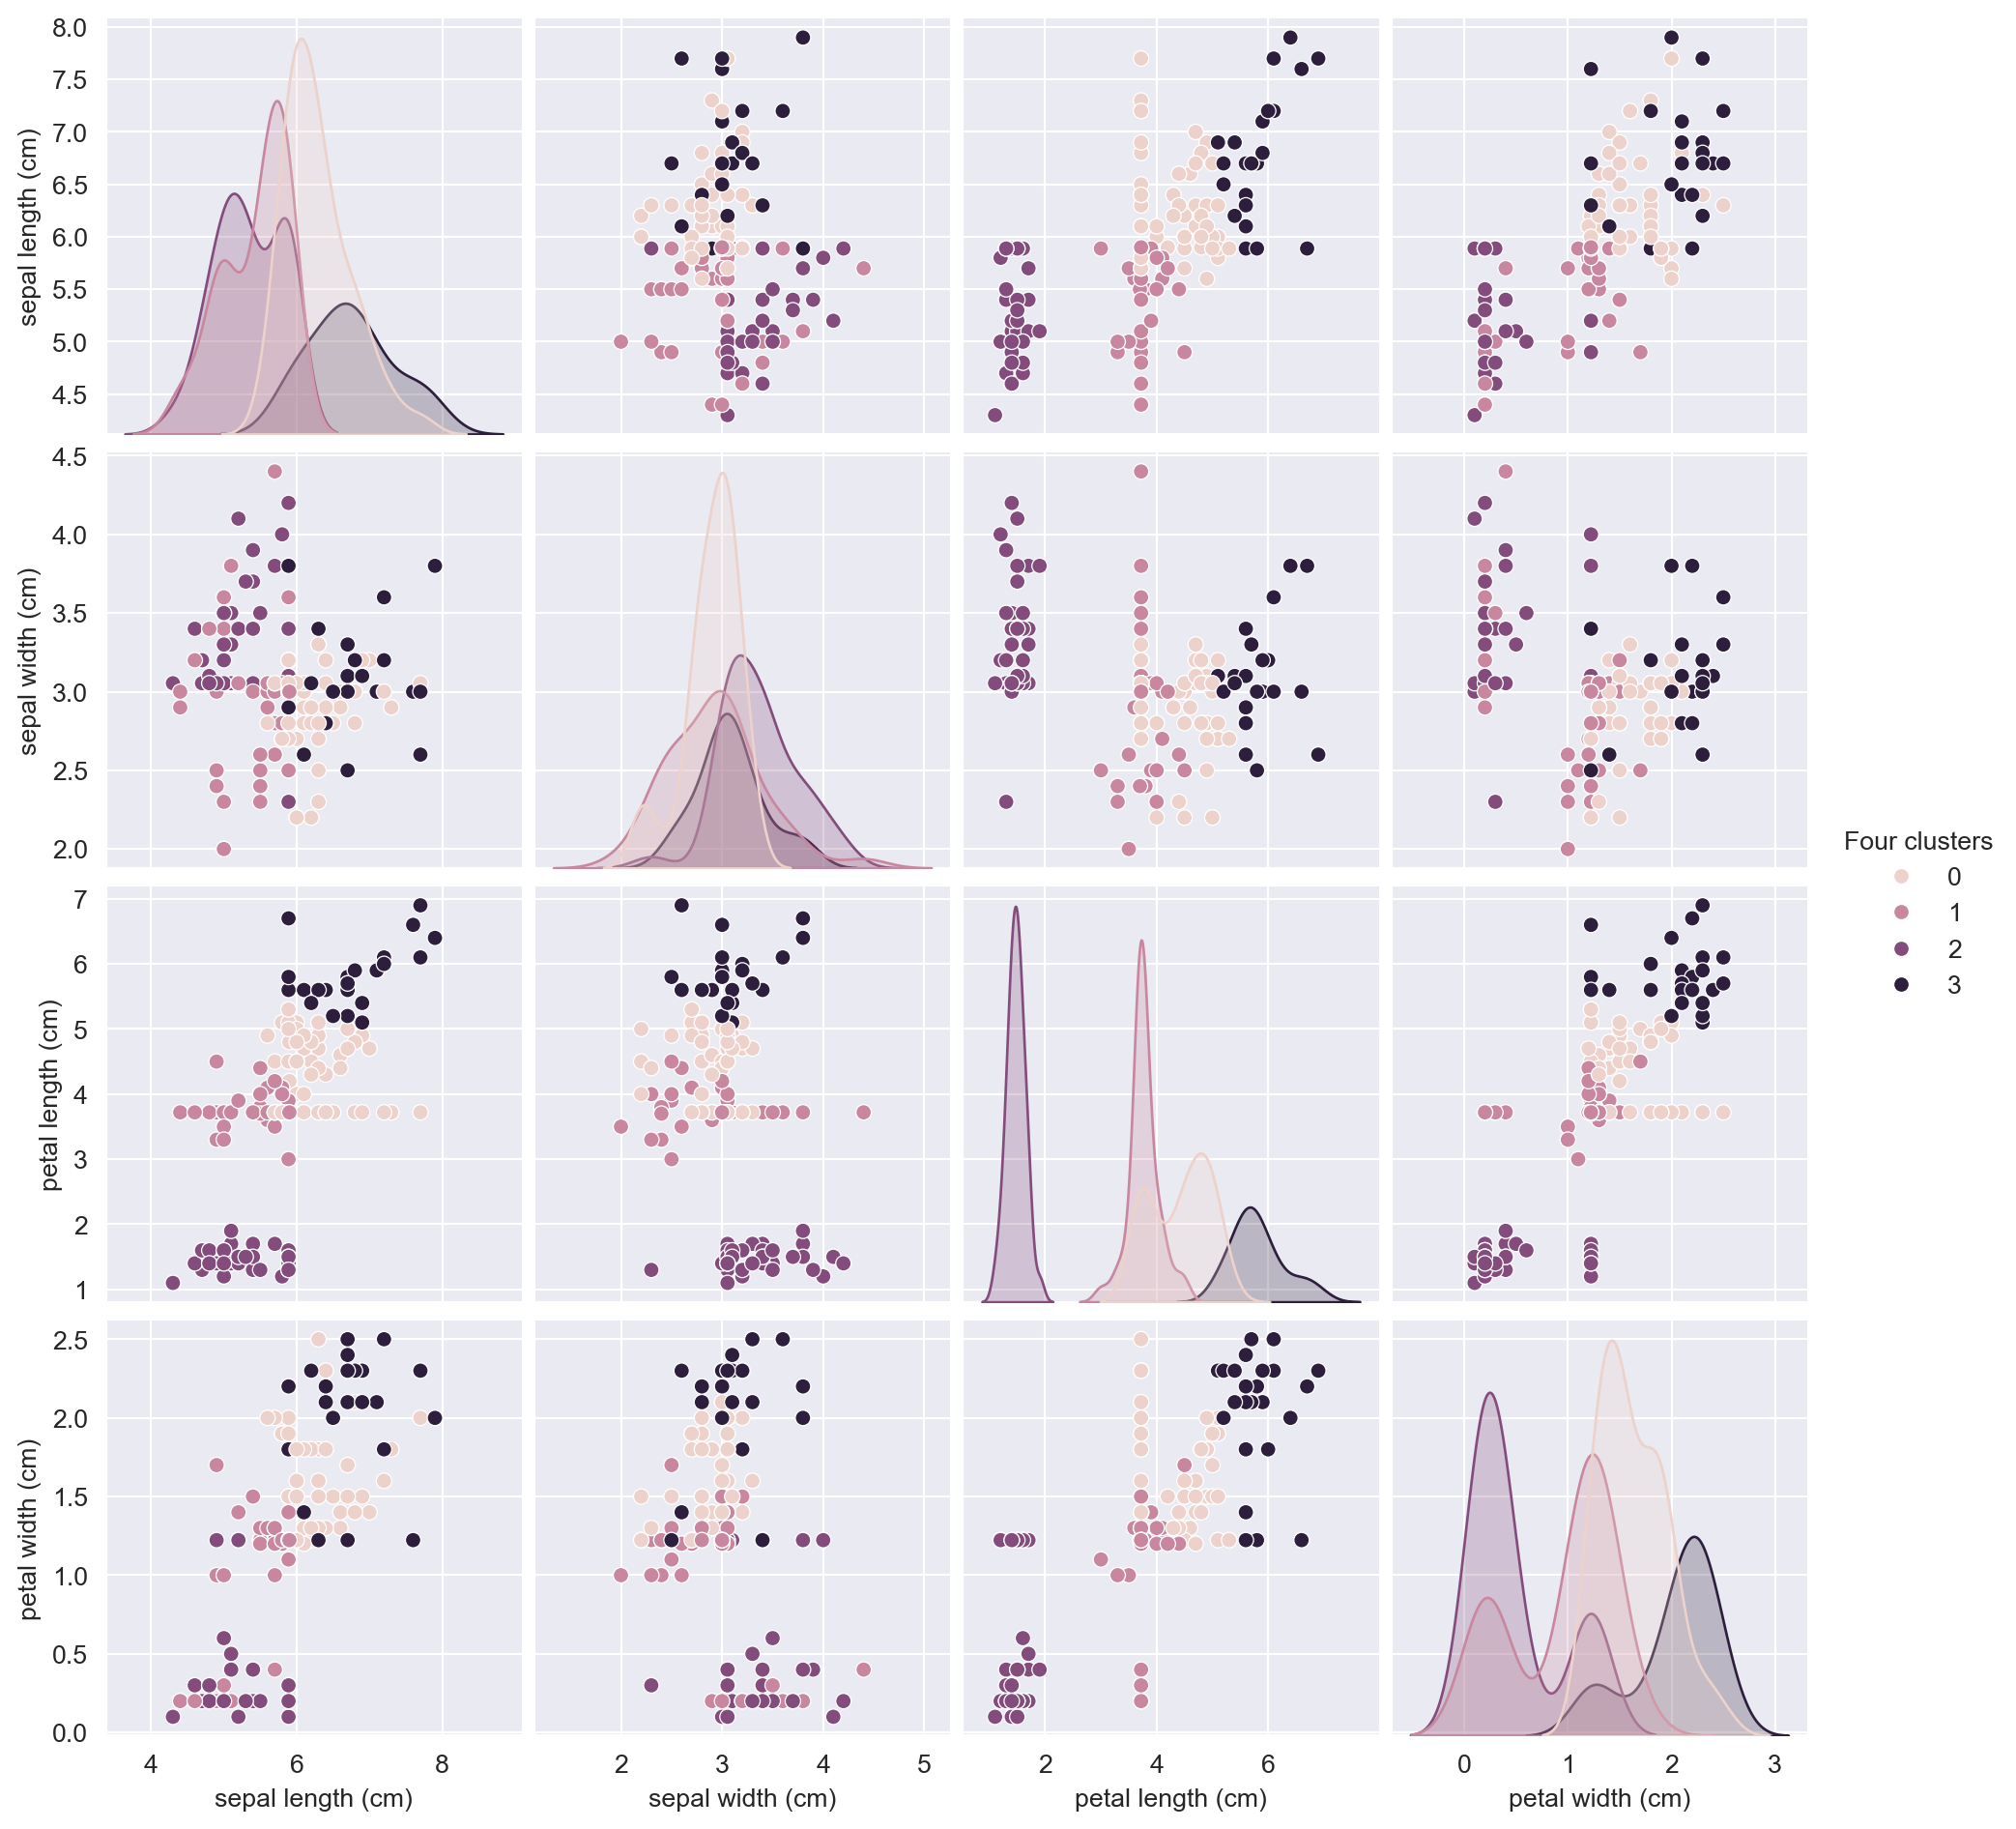 8.0
7.5
7.0
6.5
6.0
5.5
5.0
4.5
sepal length (cm)
4.5
4.0
3.5
3.0
2.5
2.0
sepal width (cm)
Four clusters
0
1
2
3
7
6
5
4
3
2
1
petal length (cm)
2.5
2.0
1.5
1.0
0.5
0.0
petal width (cm)
4 6 8
2 3 4 5
2 4 6
0 1 2 3
sepal length (cm)
sepal width (cm)
petal length (cm)
petal width (cm)